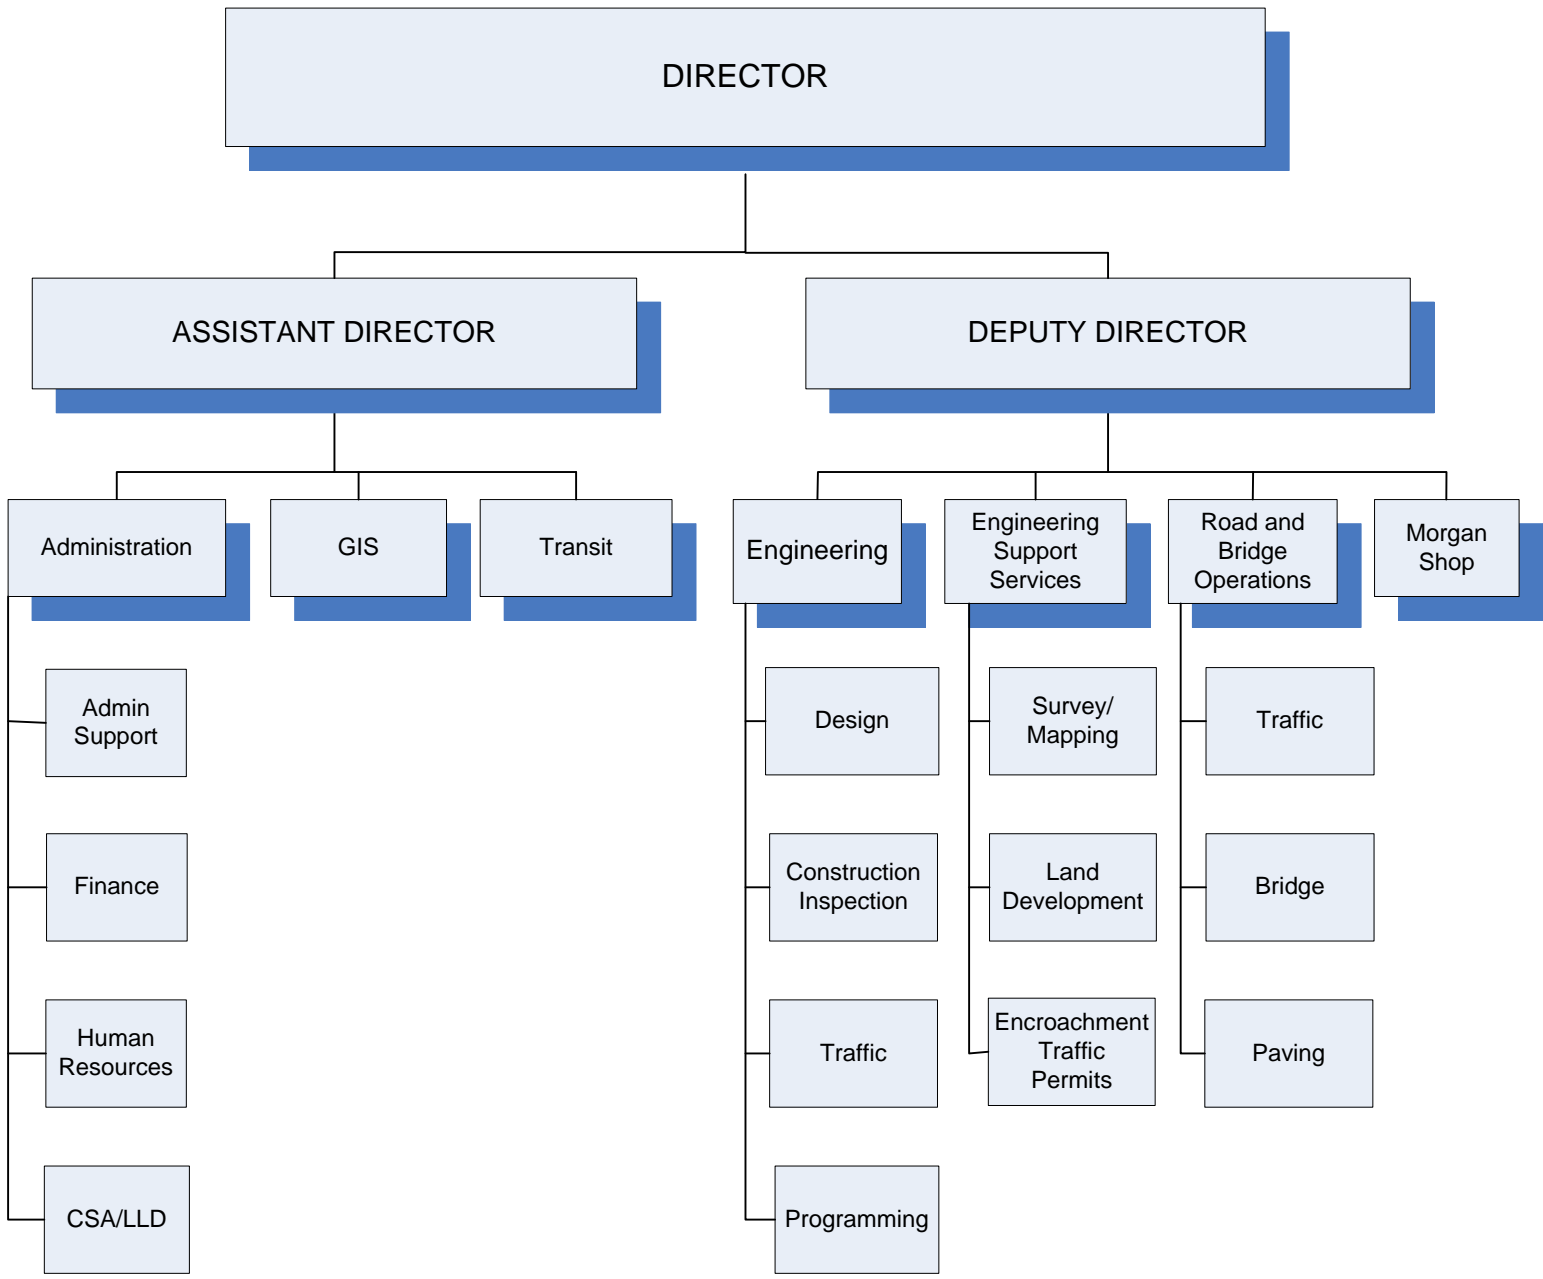 DIRECTOR
ASSISTANT DIRECTOR
DEPUTY DIRECTOR
Administration
GIS
Transit
Engineering
Engineering
Support
Services
Road and
Bridge
Operations
Morgan
Shop
Admin
Support
Design
Survey/
Mapping
Traffic
Finance
Construction
Inspection
Land
Development
Bridge
Human
Resources
Traffic
Encroachment
Traffic
Permits
Paving
CSA/LLD
Programming